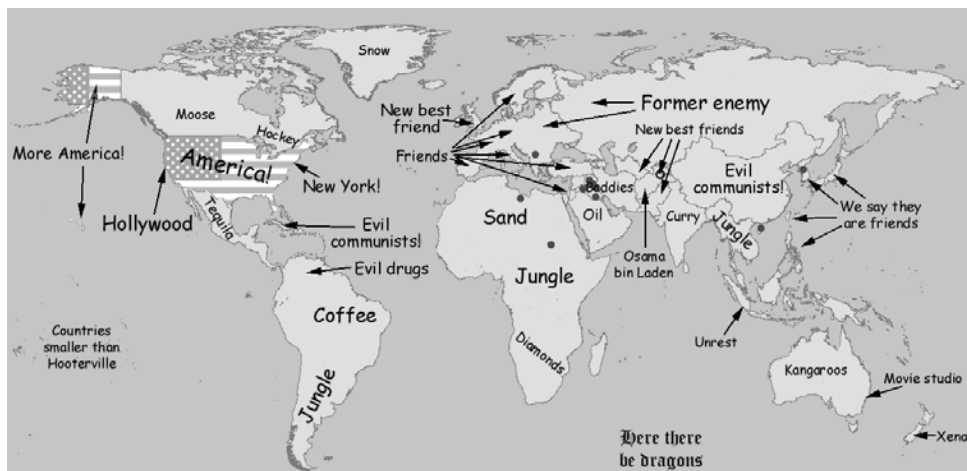 Snow
Moose
Hockey
More America!
America!
New York!
Hollywood
Tequila
Evil
communists!
Evil drugs
Coffee
Jungle
Countries
smaller than
Hooterville
New best
friend
Friends
Former enemy
New best friends
Baddies
Oil
Sand
Jungle
Diamonds
Osama
bin Laden
Curry
Evil
communists!
Jungle
We say they
are friends
Unrest
Kangaroos
Movie studio
Xena
Here there
be dragons